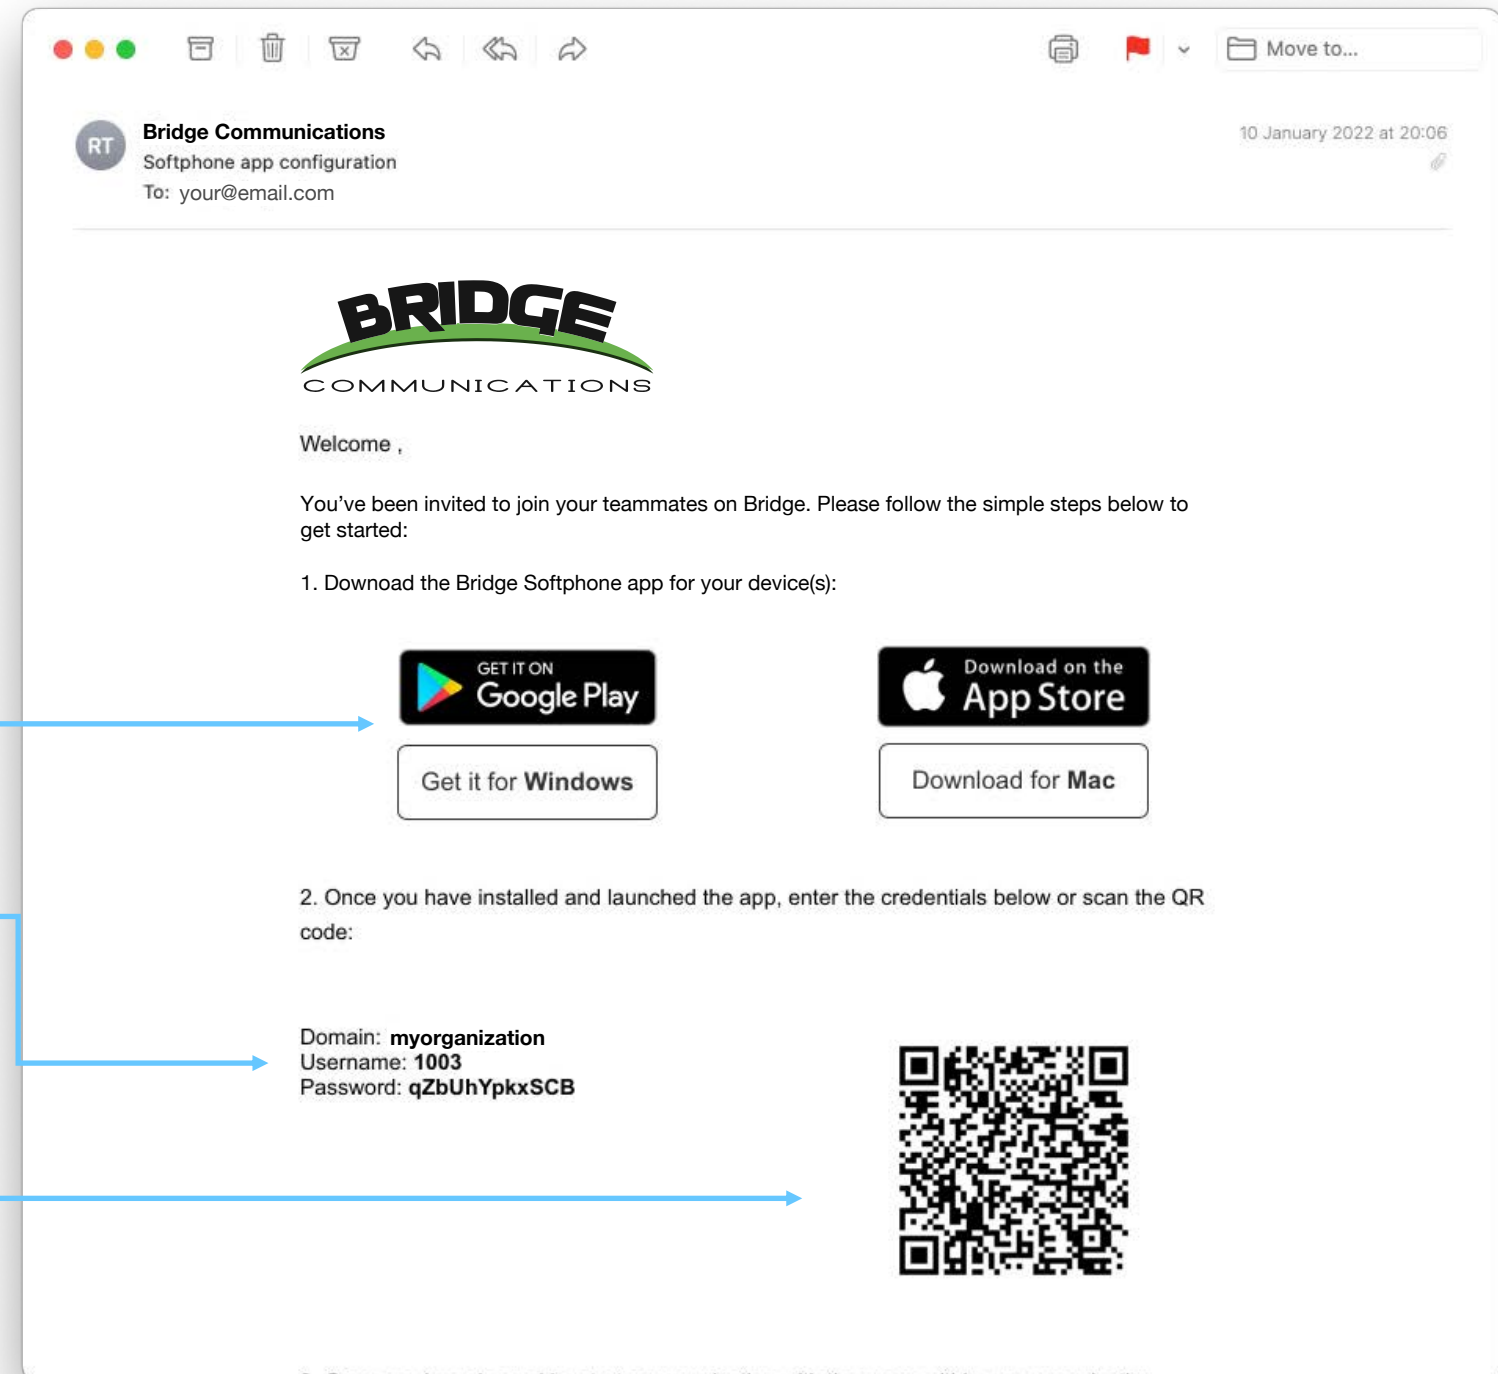 Move to...
RT
Bridge Communications
10 January 2022 at 20:06
Softphone app configuration
To: your@email.com
BRIDGE
COMMUNICATIONS
Welcome ,
You've been invited to join your teammates on Bridge. Please follow the simple steps below to
get started:
1. Downoad the Bridge Softphone app for your device(s):
GET IT ON
Google Play
Download on the
App Store
Get it for Windows
Download for Mac
2. Once you have installed and launched the app, enter the credentials below or scan the QR
code:
Domain: myorganization
Username: 1003
Password: qZbUhYpkxSCB